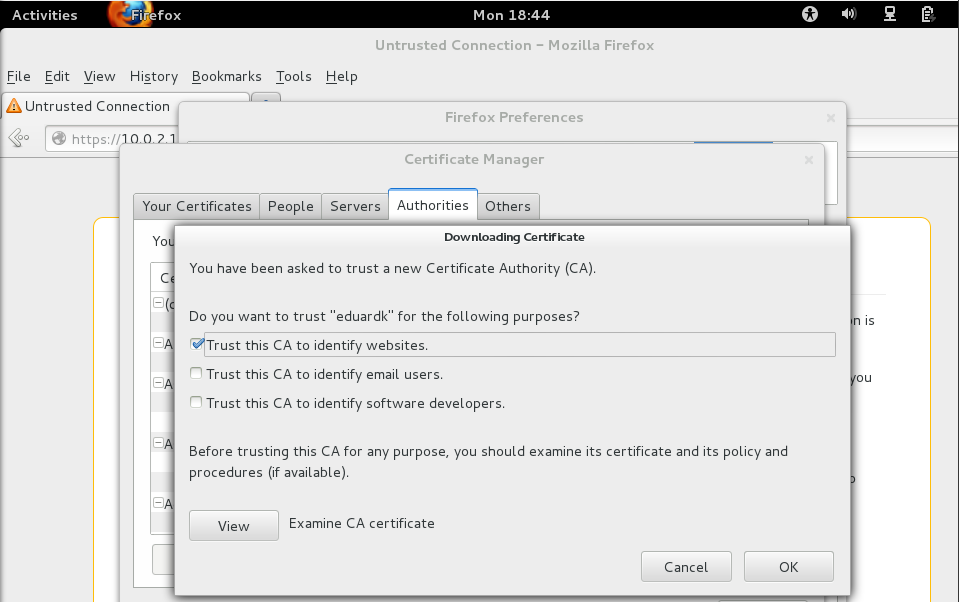 Activities Firefox Mon 18:44
Untrusted Connection - Mozilla Firefox
File Edit View History Bookmarks Tools Help
Untrusted Connection
Firefox Preferences
https://10.0.2.1
Certificate Manager
Your Certificates People Servers Authorities Others
Downloading Certificate
You have been asked to trust a new Certificate Authority (CA).
Do you want to trust "eduardk" for the following purposes?
Trust this CA to identify websites.
Trust this CA to identify email users.
Trust this CA to identify software developers.
Before trusting this CA for any purpose, you should examine its certificate and its policy and
procedures (if available).
View Examine CA certificate
Cancel OK
You
is
you